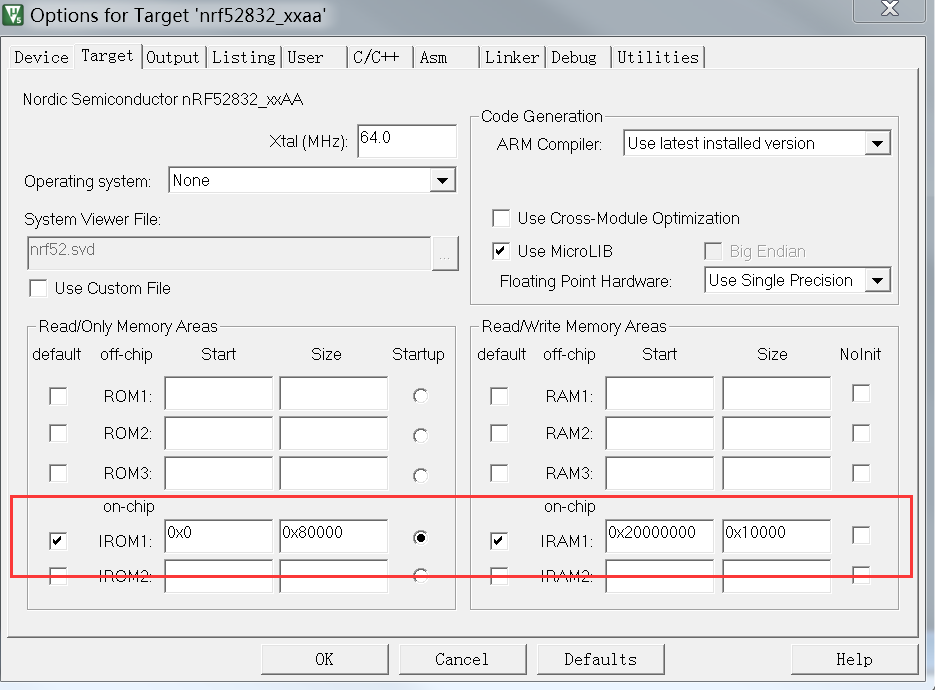 Options for Target 'nrf52832_xxaa'
Device Target Output Listing User C/C++ Asm Linker Debug Utilities
Nordic Semiconductor nRF52832_xxAA
Xtal (MHz): 64.0
Operating system: None
System Viewer File:
nrf52.svd ...
Use Custom File
Code Generation
ARM Compiler: Use latest installed version
Use Cross-Module Optimization
Use MicroLIB Big Endian
Floating Point Hardware: Use Single Precision
Read/Only Memory Areas
default off-chip Start Size Startup
ROM1:
ROM2:
ROM3:
on-chip
IROM1: 0x0 0x80000
IROM2:
Read/Write Memory Areas
default off-chip Start Size NoInit
RAM1:
RAM2:
RAM3:
on-chip
IRAM1: 0x20000000 0x10000
IRAM2:
OK Cancel Defaults Help